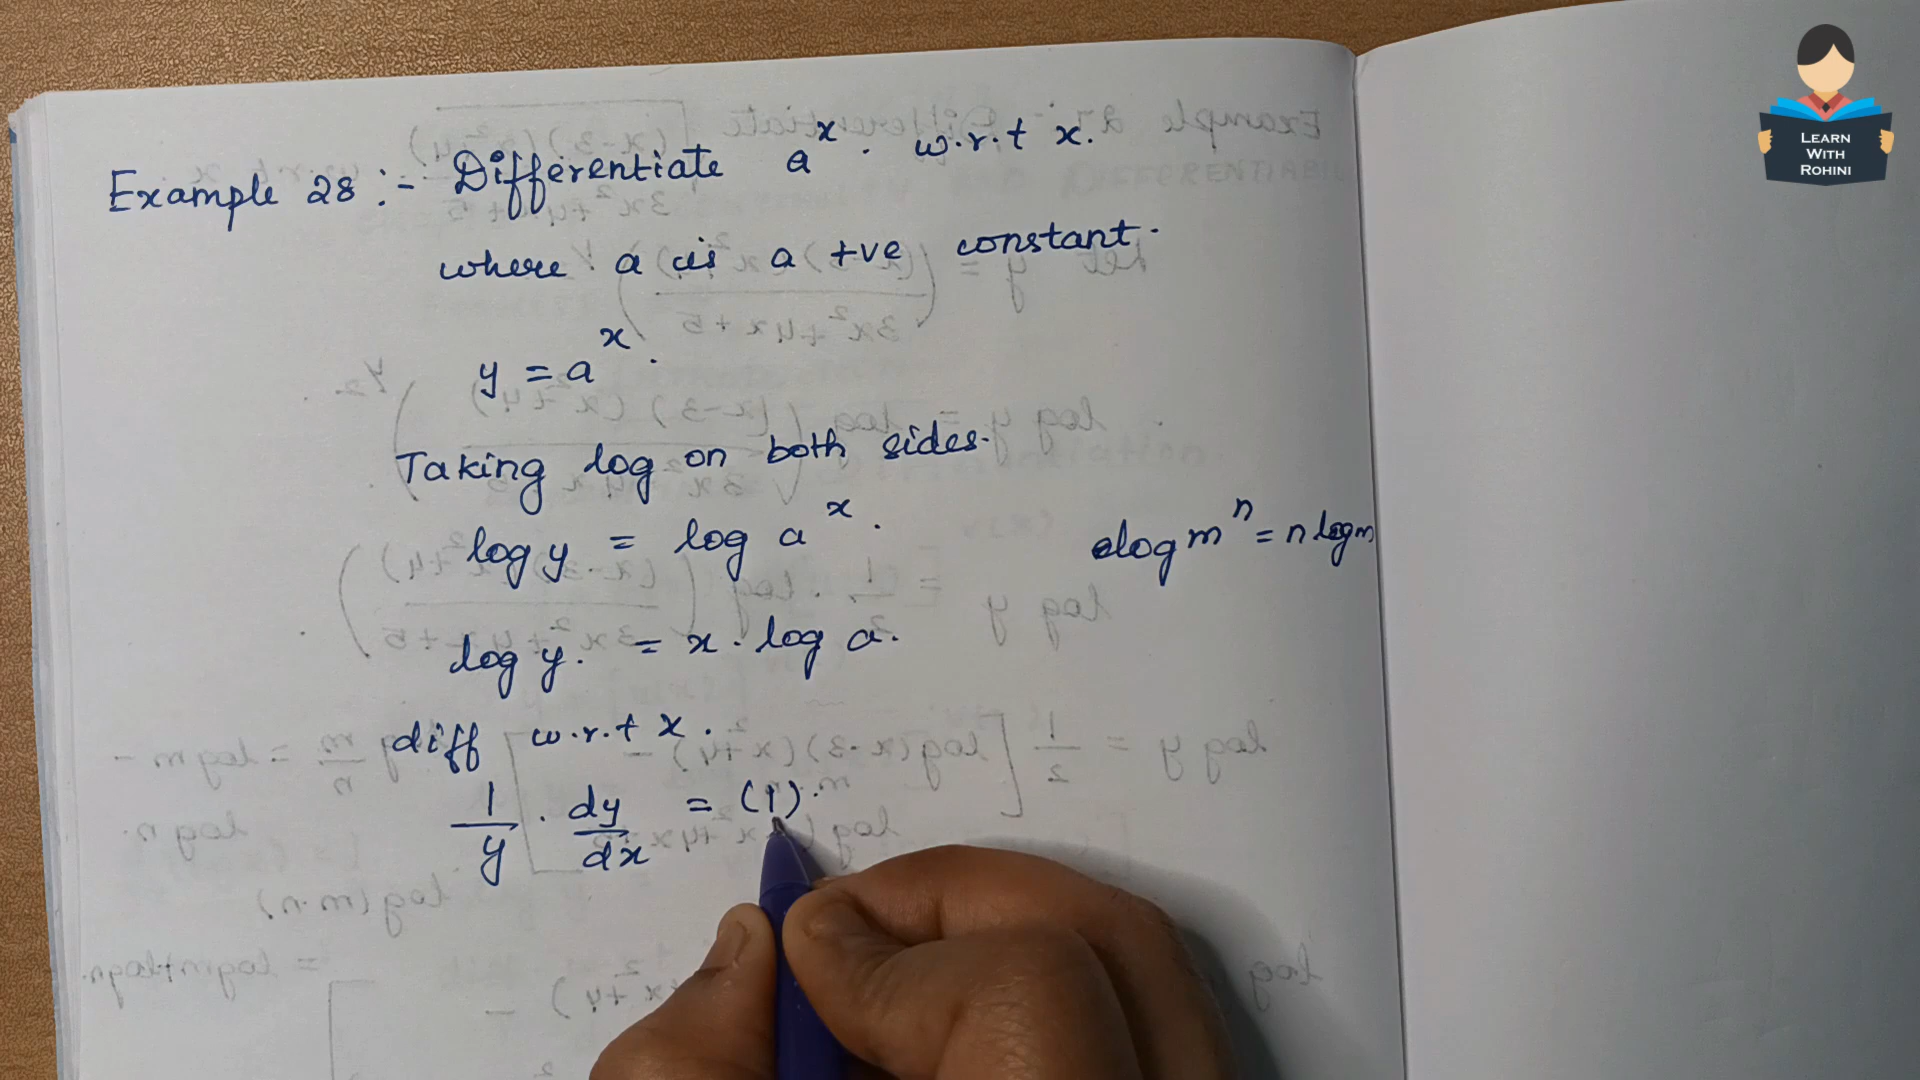 Example 28 :- Differentiate a^x. w.r.t x.
where a is a +ve constant.
y = a^x.
Taking log on both sides.
log y = log a^x.
log m^n = n log m
log y. = x. log a.
diff w.r.t x.
1/y . dy/dx = (1).
LEARN
WITH
ROHINI